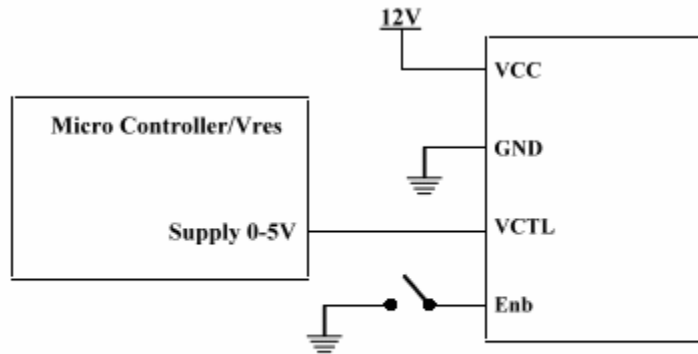 12V
VCC
Micro Controller/Vres
GND
Supply 0-5V
VCTL
Enb